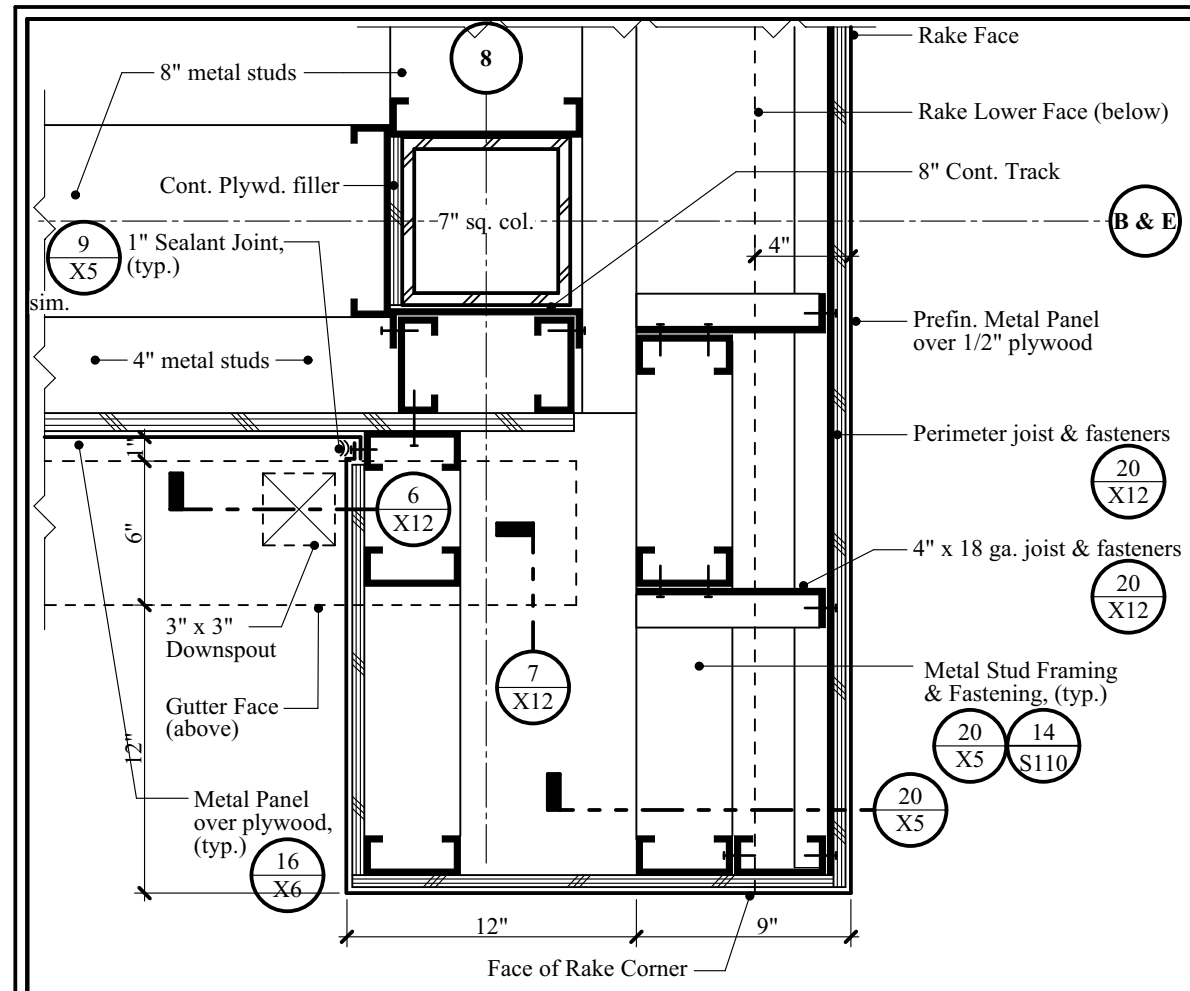 Rake Face
8
8" metal studs
Rake Lower Face (below)
8" Cont. Track
Cont. Plywd. filler
7" sq. col.
B & E
9
X5
sim.
1" Sealant Joint,
(typ.)
4"
Prefin. Metal Panel
over 1/2" plywood
4" metal studs
Perimeter joist & fasteners
20
X12
1"
6
X12
6"
4" x 18 ga. joist & fasteners
20
X12
3" x 3"
Downspout
7
X12
Metal Stud Framing
& Fastening, (typ.)
20
X5
14
S110
Gutter Face
(above)
12"
Metal Panel
over plywood,
(typ.)
16
X6
20
X5
12"
9"
Face of Rake Corner